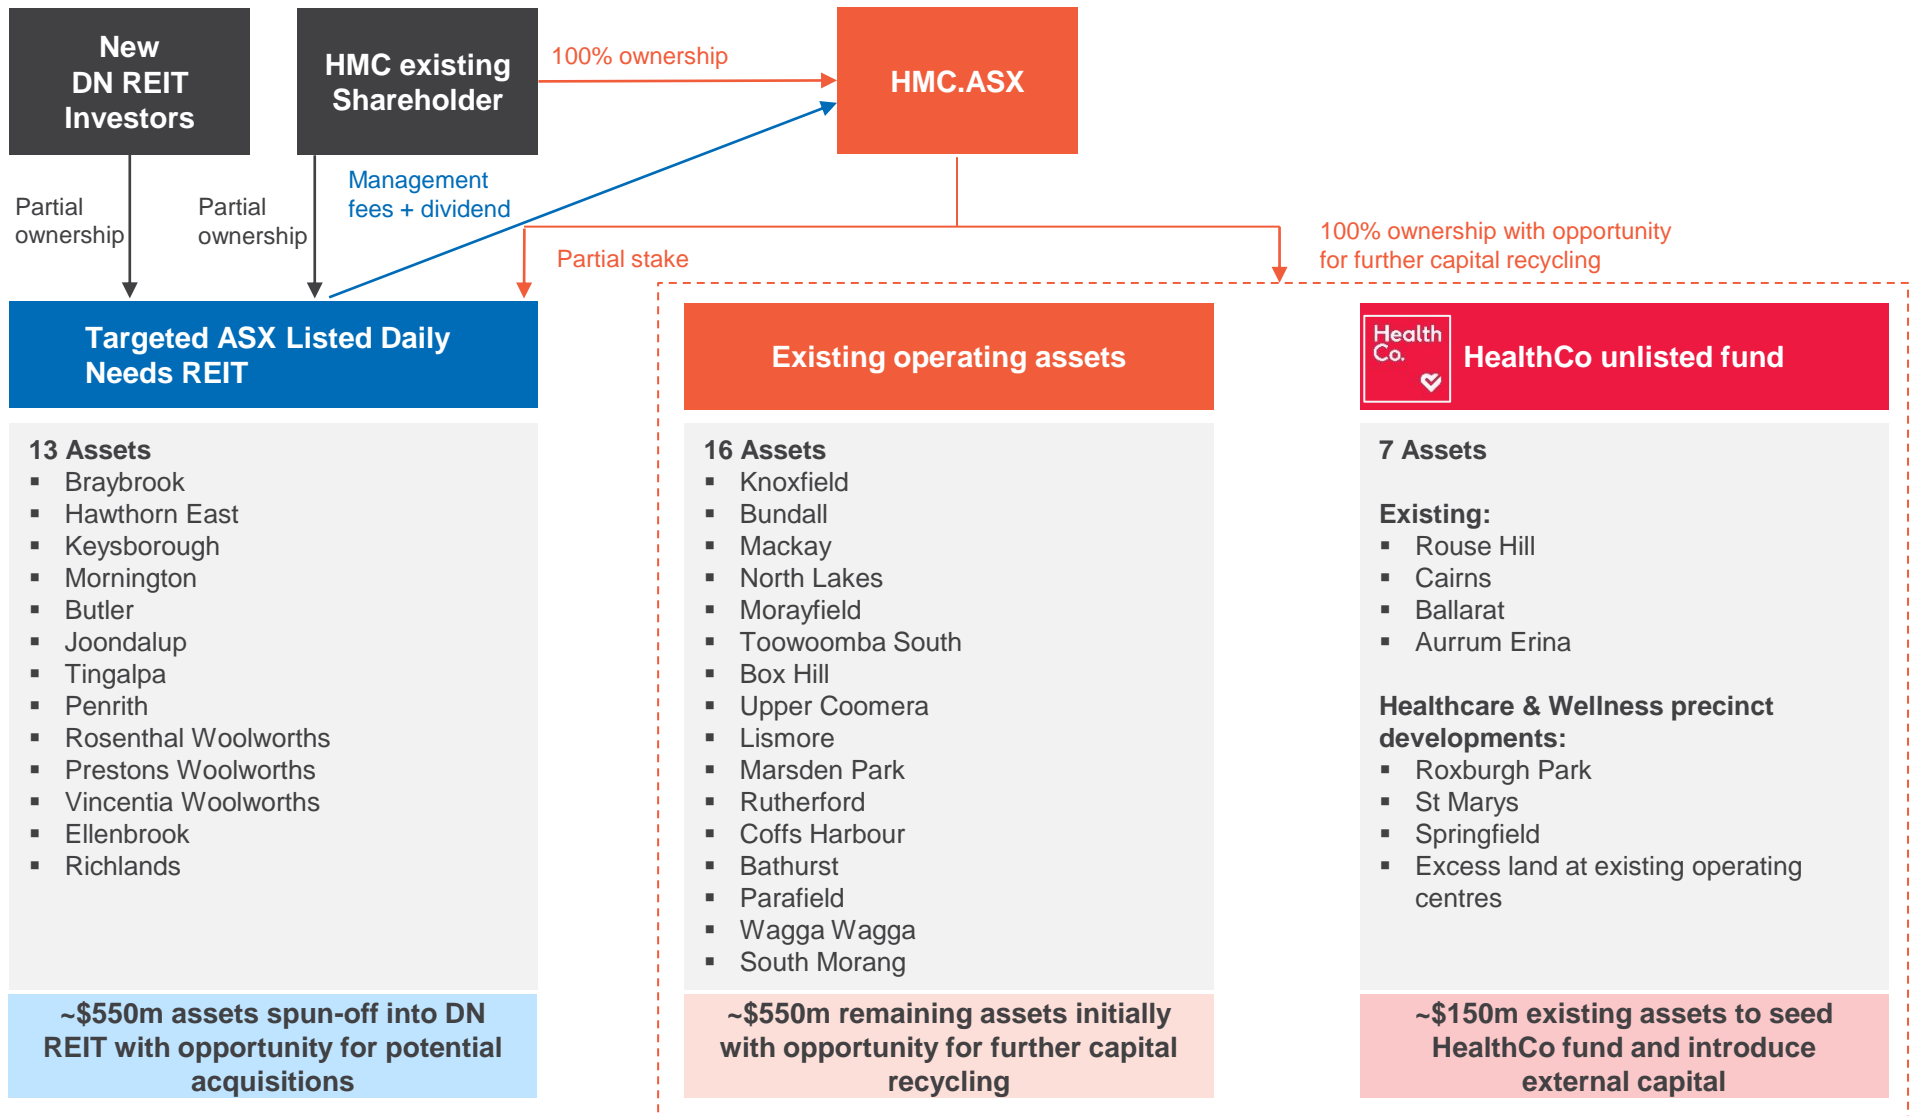 New
DN REIT
Investors
HMC existing
Shareholder
100% ownership
HMC.ASX
Partial
ownership
Partial
ownership
Management
fees + dividend
Partial stake
100% ownership with opportunity
for further capital recycling
Targeted ASX Listed Daily
Needs REIT
13 Assets
▪ Braybrook
▪ Hawthorn East
▪ Keysborough
▪ Mornington
▪ Butler
▪ Joondalup
▪ Tingalpa
▪ Penrith
▪ Rosenthal Woolworths
▪ Prestons Woolworths
▪ Vincentia Woolworths
▪ Ellenbrook
▪ Richlands
~$550m assets spun-off into DN
REIT with opportunity for potential
acquisitions
Existing operating assets
16 Assets
▪ Knoxfield
▪ Bundall
▪ Mackay
▪ North Lakes
▪ Morayfield
▪ Toowoomba South
▪ Box Hill
▪ Upper Coomera
▪ Lismore
▪ Marsden Park
▪ Rutherford
▪ Coffs Harbour
▪ Bathurst
▪ Parafield
▪ Wagga Wagga
▪ South Morang
~$550m remaining assets initially
with opportunity for further capital
recycling
Health
Co.
HealthCo unlisted fund
7 Assets
Existing:
▪ Rouse Hill
▪ Cairns
▪ Ballarat
▪ Aurrum Erina
Healthcare & Wellness precinct
developments:
▪ Roxburgh Park
▪ St Marys
▪ Springfield
▪ Excess land at existing operating
centres
~$150m existing assets to seed
HealthCo fund and introduce
external capital